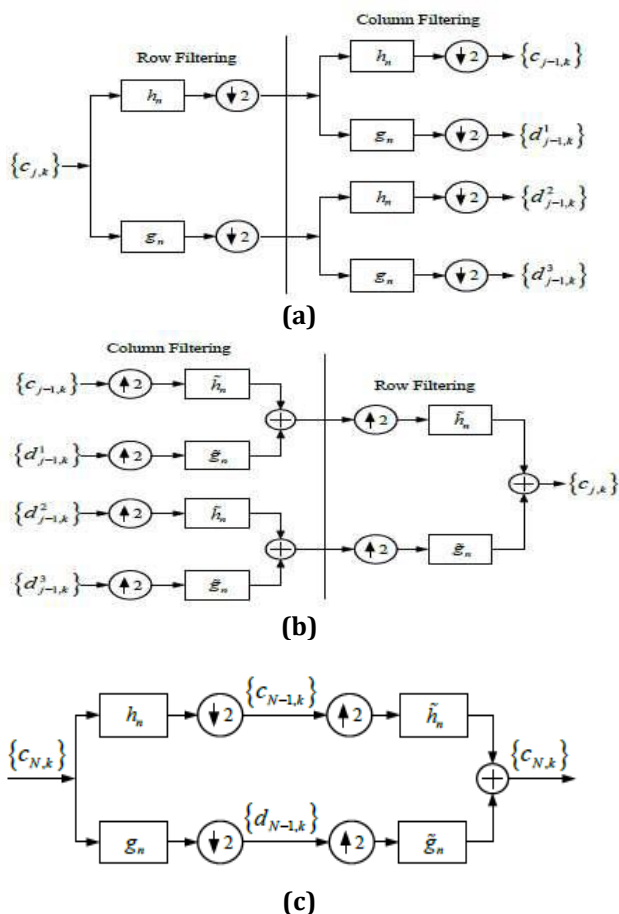 Column Filtering
Row Filtering
h_n
↓ 2
{c_{j-1,k}}
h_n
↓ 2
g_n
↓ 2
{d^1_{j-1,k}}
{c_{j,k}}
h_n
↓ 2
{d^2_{j-1,k}}
g_n
↓ 2
g_n
↓ 2
{d^3_{j-1,k}}
(a)
Column Filtering
{c_{j-1,k}}
↑ 2
h̃_n
Row Filtering
↑ 2
h̃_n
{d^1_{j-1,k}}
↑ 2
g̃_n
{c_{j,k}}
{d^2_{j-1,k}}
↑ 2
h̃_n
↑ 2
g̃_n
{d^3_{j-1,k}}
↑ 2
g̃_n
(b)
{c_{N,k}}
h_n
↓ 2
{c_{N-1,k}}
↑ 2
h̃_n
{c_{N,k}}
g_n
↓ 2
{d_{N-1,k}}
↑ 2
g̃_n
(c)